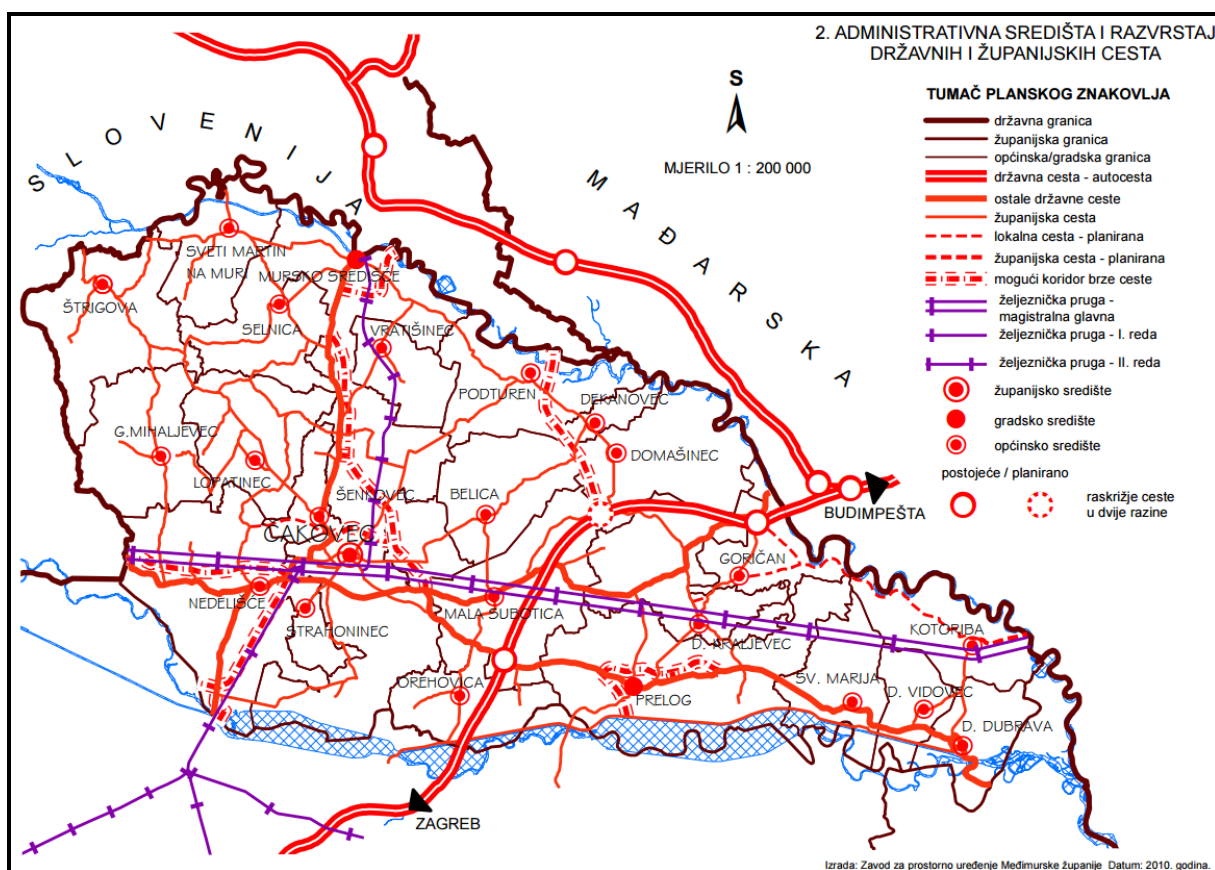 2. ADMINISTRATIVNA SREDIŠTA I RAZVRSTAJ
DRŽAVNIH I ŽUPANIJSKIH CESTA
S
MJERILO 1 : 200 000
TUMAČ PLANSKOG ZNAKOVLJA
državna granica
županijska granica
općinska/gradska granica
državna cesta - autocesta
ostale državne ceste
županijska cesta
lokalna cesta - planirana
županijska cesta - planirana
mogući koridor brze ceste
željeznička pruga -
magistralna glavna
željeznička pruga - I. reda
željeznička pruga - II. reda
županijsko središte
gradsko središte
općinsko središte
postojeće / planirano
raskrižje ceste
u dvije razine
SLOVENIJA
MAĐARSKA
SVETI MARTIN
NA MURI
MURSKO SREDIŠĆE
ŠTRIGOVA
SELNICA
VRATIŠINEC
PODTUREN
DEKANOVEC
G.MIHALJEVEC
DOMAŠINEC
LOPATINEC
ŠENKOVEC
BELICA
ČAKOVEC
BUDIMPEŠTA
GORIČAN
NEDELIŠĆE
MALA SUBOTICA
STRAHONINEC
KOTORIBA
D. KRALJEVEC
OREHOVICA
PRELOG
SV. MARIJA
D. VIDOVEC
D. DUBRAVA
ZAGREB
Izrada: Zavod za prostorno uređenje Međimurske županije Datum: 2010. godina.